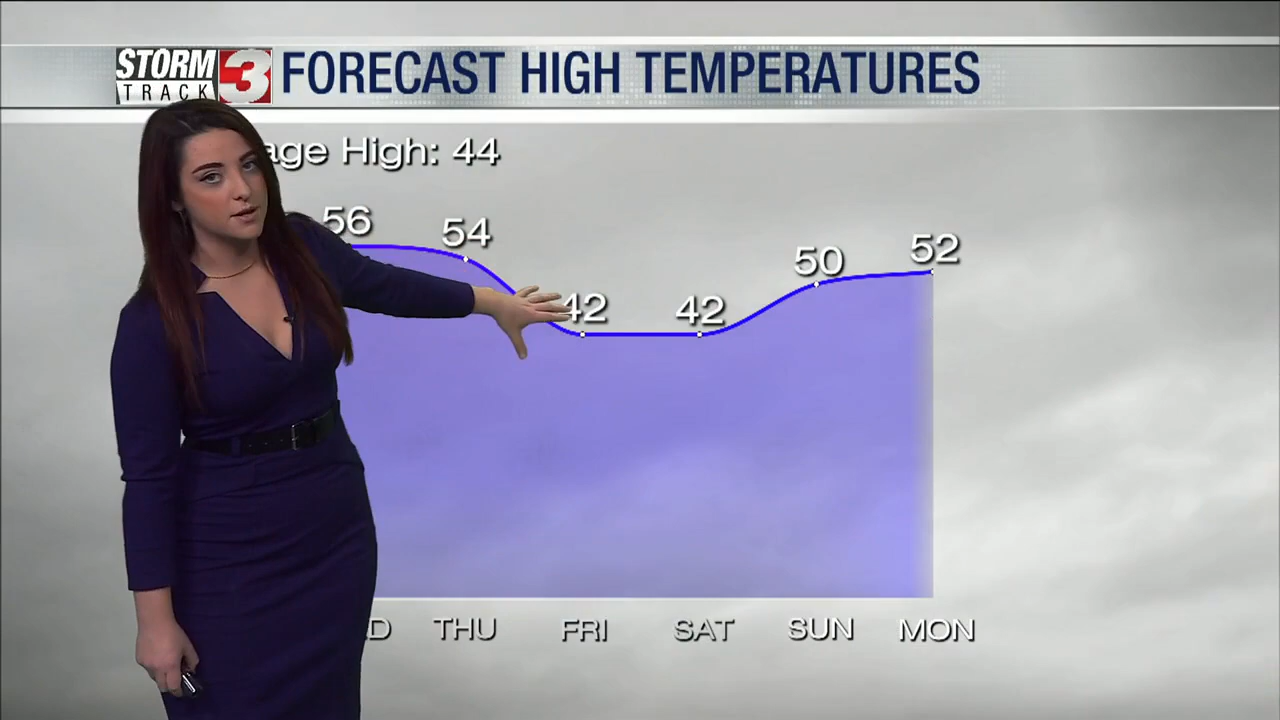 STORM
TRACK
3
FORECAST HIGH TEMPERATURES
age High: 44
56
54
42
42
50
52
D
THU
FRI
SAT
SUN
MON